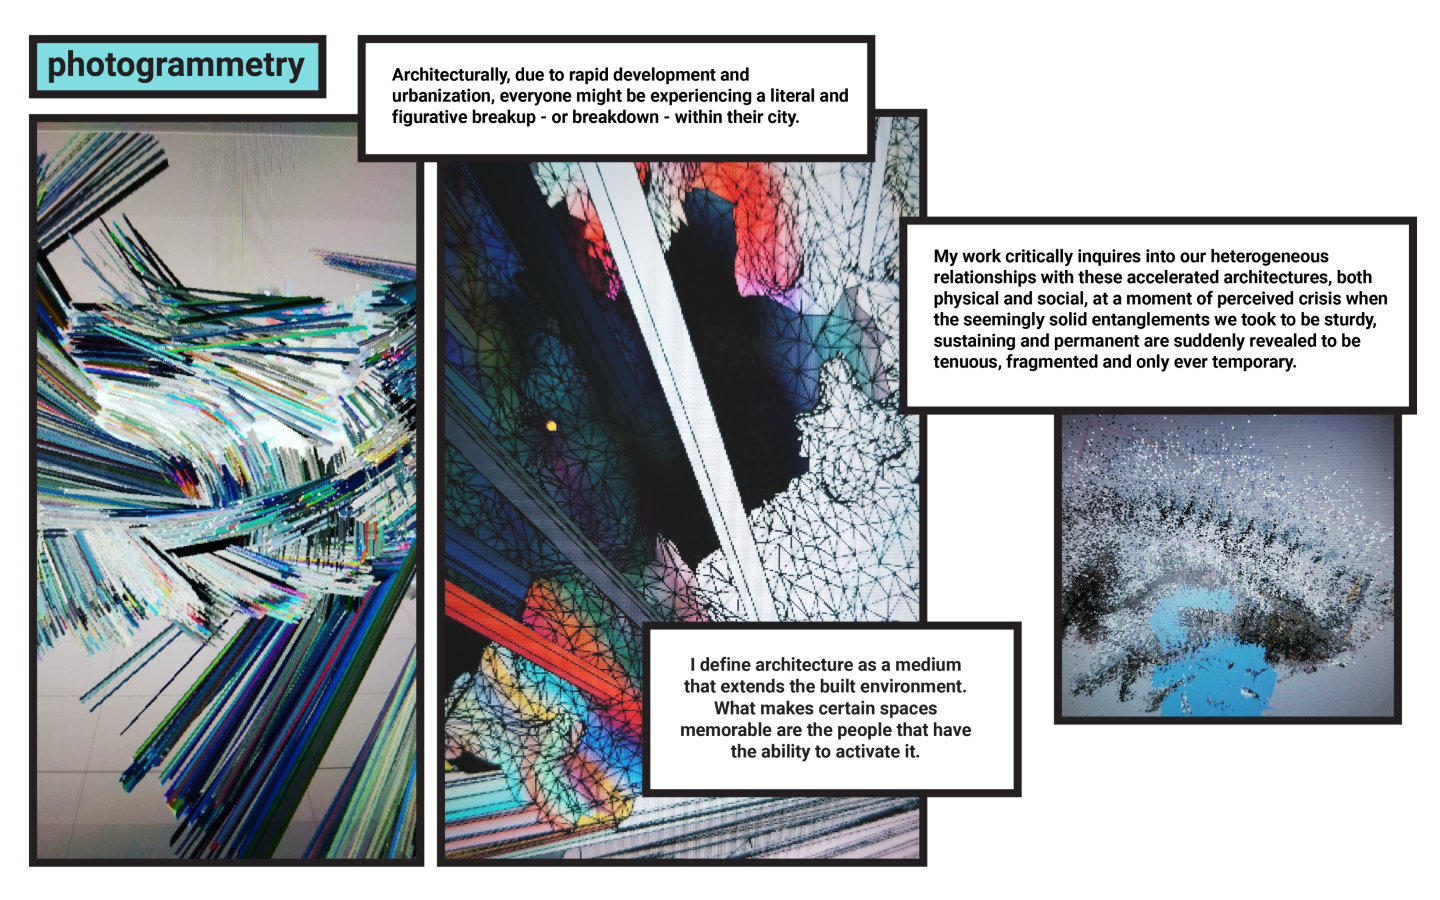 photogrammetry
Architecturally, due to rapid development and
urbanization, everyone might be experiencing a literal and
figurative breakup - or breakdown - within their city.
My work critically inquires into our heterogeneous
relationships with these accelerated architectures, both
physical and social, at a moment of perceived crisis when
the seemingly solid entanglements we took to be sturdy,
sustaining and permanent are suddenly revealed to be
tenuous, fragmented and only ever temporary.
I define architecture as a medium
that extends the built environment.
What makes certain spaces
memorable are the people that have
the ability to activate it.